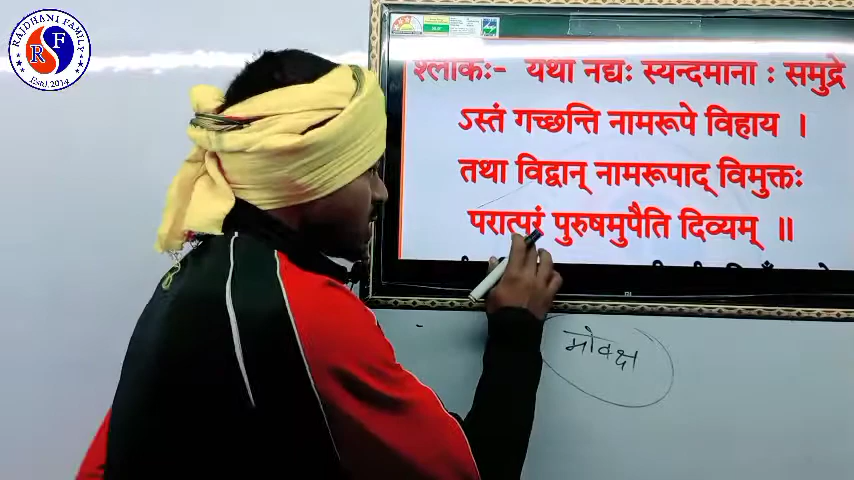 RAJDHANI FAMILY
RSF
Estd.2014
श्लोकः- यथा नद्यः स्यन्दमाना : समुद्रे
ऽस्तं गच्छन्ति नामरूपे विहाय ।
तथा विद्वान् नामरूपाद् विमुक्तः
परात्परं पुरुषमुपैति दिव्यम् ॥
मोक्ष